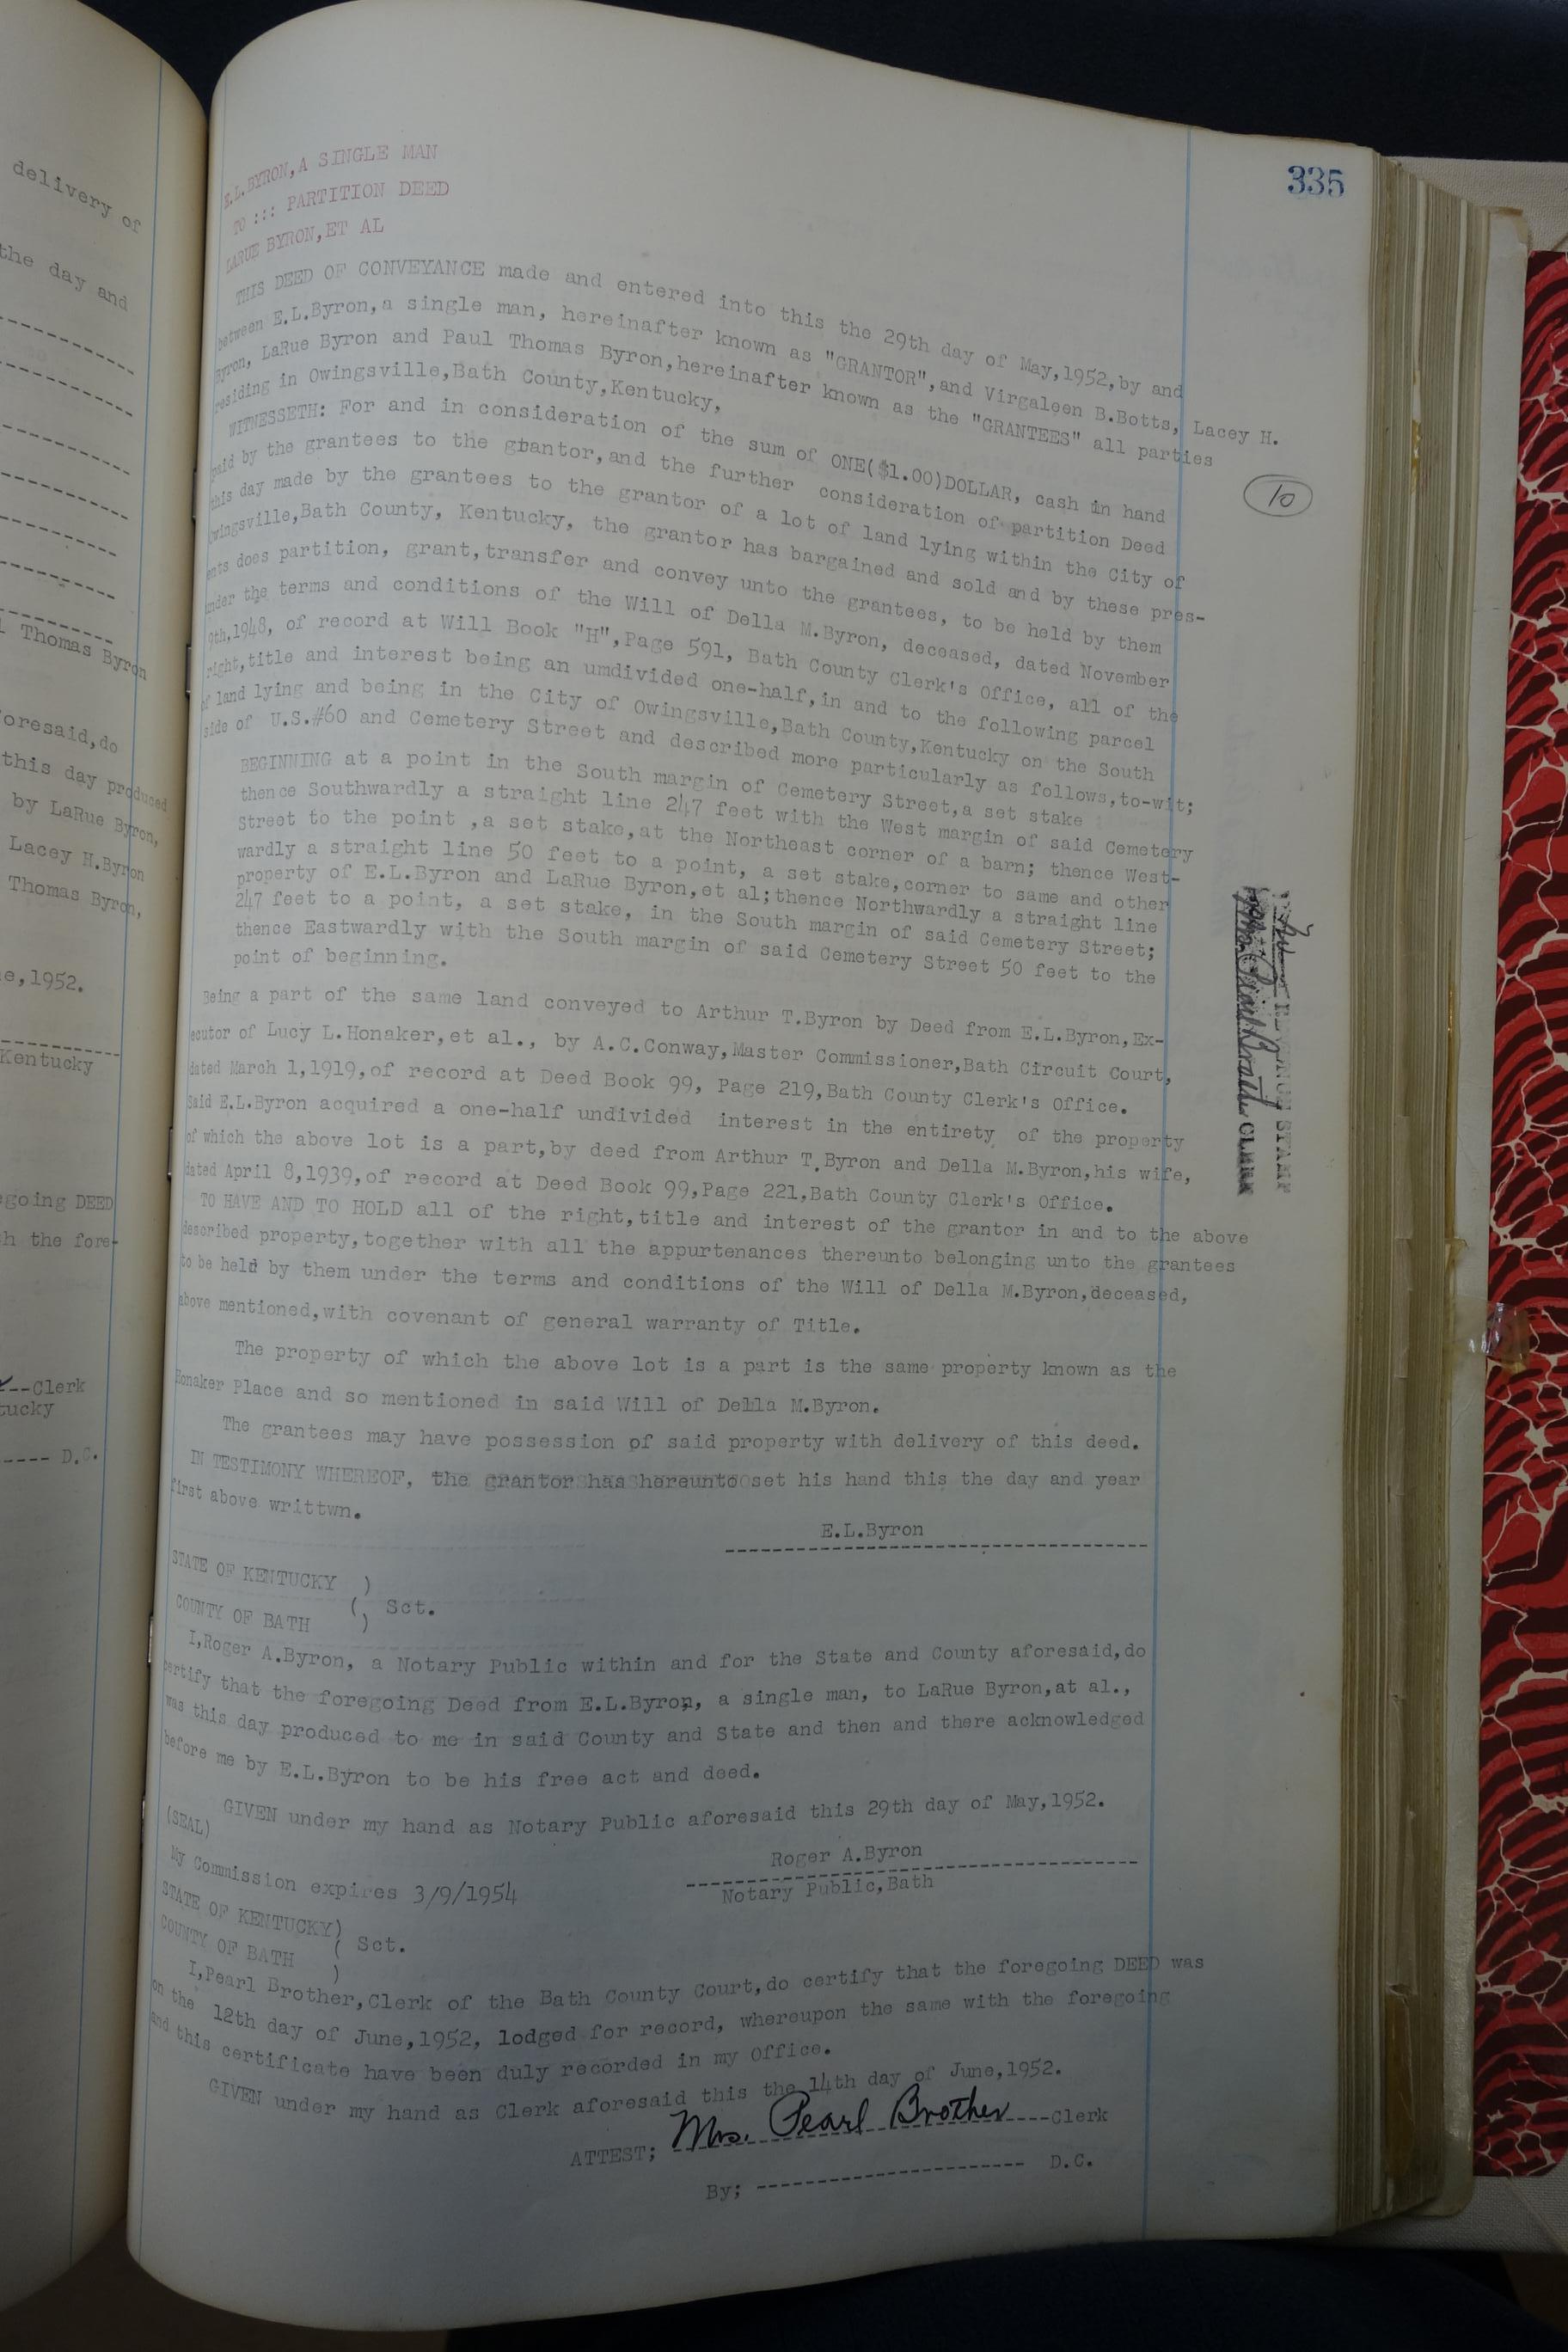 delivery of
the day and
Thomas Byron
oresaid,do
this day produced
by LaRue Byron,
Lacey H.Byron
Thomas Byron,
e,1952.
Kentucky
egoing DEED
h the fore-
--Clerk
tucky
---- D.C.
335
E.L.BYRON,A SINGLE MAN
TO ::: PARTITION DEED
LARUE BYRON,ET AL
THIS DEED OF CONVEYANCE made and entered into this the 29th day of May,1952,by and
between E.L.Byron,a single man, hereinafter known as "GRANTOR",and Virgaleen B.Botts, Lacey H.
Byron, LaRue Byron and Paul Thomas Byron,hereinafter known as the "GRANTEES" all parties
residing in Owingsville,Bath County,Kentucky,
WITNESSETH: For and in consideration of the sum of ONE($1.00)DOLLAR, cash in hand
paid by the grantees to the grantor,and the further consideration of partition Deed
this day made by the grantees to the grantor of a lot of land lying within the City of
Owingsville,Bath County, Kentucky, the grantor has bargained and sold and by these pres-
ents does partition, grant,transfer and convey unto the grantees, to be held by them
under the terms and conditions of the Will of Della M.Byron, deceased, dated November
9th,1948, of record at Will Book "H",Page 591, Bath County Clerk's Office, all of the
right,title and interest being an umdivided one-half,in and to the following parcel
of land lying and being in the City of Owingsville,Bath County,Kentucky on the South
side of U.S.#60 and Cemetery Street and described more particularly as follows,to-wit;
BEGINNING at a point in the South margin of Cemetery Street,a set stake
thence Southwardly a straight line 247 feet with the West margin of said Cemetery
Street to the point ,a set stake,at the Northeast corner of a barn; thence West-
wardly a straight line 50 feet to a point, a set stake,corner to same and other
property of E.L.Byron and LaRue Byron,et al;thence Northwardly a straight line
247 feet to a point, a set stake, in the South margin of said Cemetery Street;
thence Eastwardly with the South margin of said Cemetery Street 50 feet to the
point of beginning.
Being a part of the same land conveyed to Arthur T.Byron by Deed from E.L.Byron,Ex-
ecutor of Lucy L.Honaker,et al., by A.C.Conway,Master Commissioner,Bath Circuit Court,
dated March 1,1919,of record at Deed Book 99, Page 219,Bath County Clerk's Office.
Said E.L.Byron acquired a one-half undivided interest in the entirety of the property
of which the above lot is a part,by deed from Arthur T.Byron and Della M.Byron,his wife,
dated April 8,1939,of record at Deed Book 99,Page 221,Bath County Clerk's Office.
TO HAVE AND TO HOLD all of the right,title and interest of the grantor in and to the above
described property,together with all the appurtenances thereunto belonging unto the grantees
to be held by them under the terms and conditions of the Will of Della M.Byron,deceased,
above mentioned,with covenant of general warranty of Title.
The property of which the above lot is a part is the same property known as the
Honaker Place and so mentioned in said Will of Della M.Byron.
The grantees may have possession of said property with delivery of this deed.
IN TESTIMONY WHEREOF, the grantor has hereunto set his hand this the day and year
first above writtwn.
E.L.Byron
STATE OF KENTUCKY )
( Sct.
COUNTY OF BATH )
I,Roger A.Byron, a Notary Public within and for the State and County aforesaid,do
certify that the foregoing Deed from E.L.Byron, a single man, to LaRue Byron,at al.,
was this day produced to me in said County and State and then and there acknowledged
before me by E.L.Byron to be his free act and deed.
GIVEN under my hand as Notary Public aforesaid this 29th day of May,1952.
(SEAL)
Roger A.Byron
My Commission expires 3/9/1954
Notary Public,Bath
STATE OF KENTUCKY)
( Sct.
COUNTY OF BATH )
I,Pearl Brother,Clerk of the Bath County Court,do certify that the foregoing DEED was
on the 12th day of June,1952, lodged for record, whereupon the same with the foregoing
and this certificate have been duly recorded in my Office.
GIVEN under my hand as Clerk aforesaid this the 14th day of June,1952.
ATTEST; Mrs. Pearl Brother----Clerk
By; -------------------- D.C.
10
STAMP
CLERK